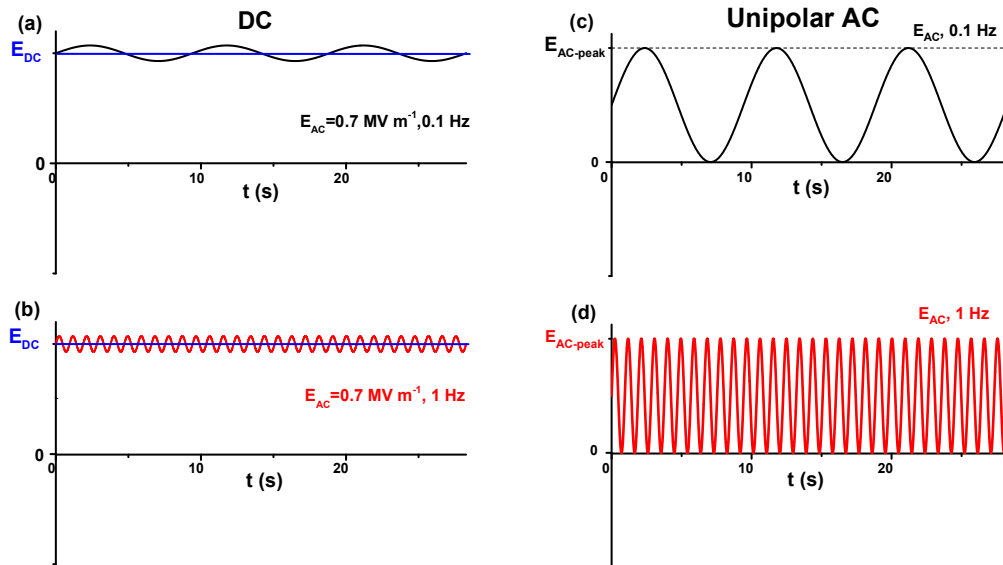 (a)
DC
E_DC
E_AC=0.7 MV m⁻¹,0.1 Hz
0
0
10
20
t (s)
(c)
Unipolar AC
E_AC-peak
E_AC, 0.1 Hz
0
0
10
20
t (s)
(b)
E_DC
E_AC=0.7 MV m⁻¹, 1 Hz
0
0
10
20
t (s)
(d)
E_AC, 1 Hz
E_AC-peak
0
0
10
20
t (s)